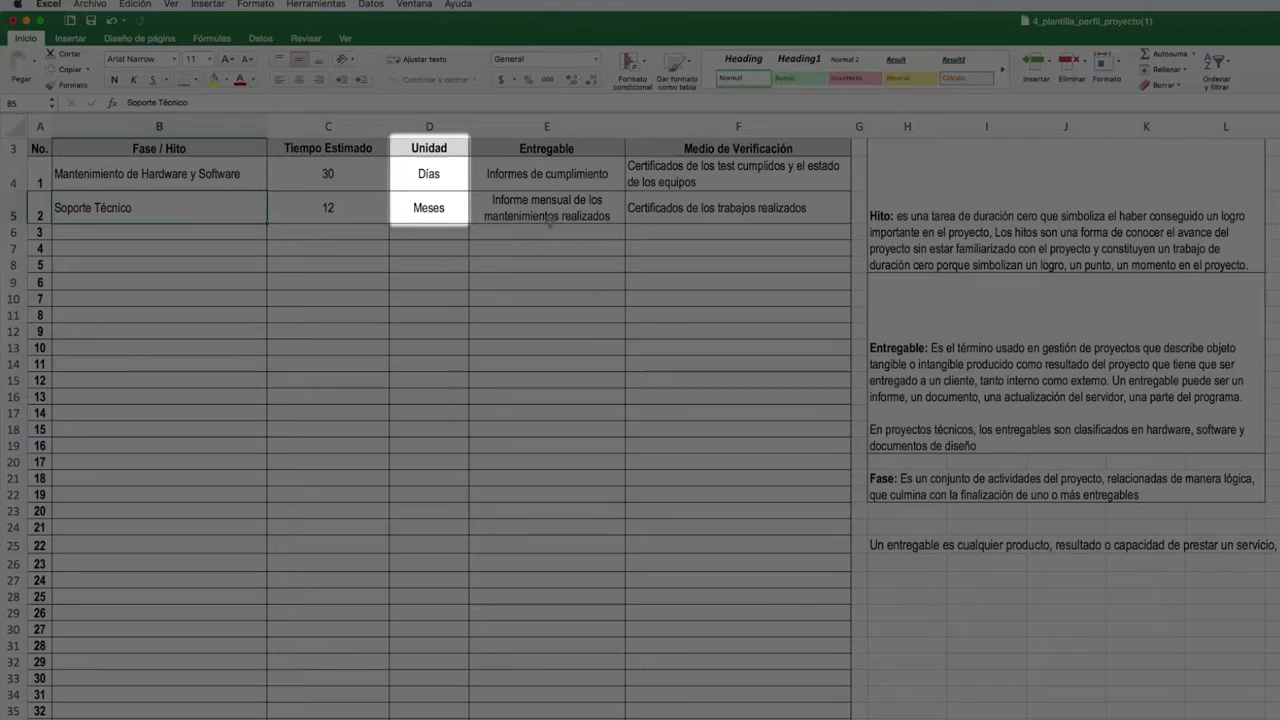 Excel Archivo Edición Ver Insertar Formato Herramientas Datos Ventana Ayuda
4_plantilla_perfil_proyecto(1)
Inicio Insertar Diseño de página Fórmulas Datos Revisar Ver
Pegar Cortar Copiar Formato
Arial Narrow 11 A A
N K S A
Ajustar texto
Combinar y centrar
General
$ % 000
Formato condicional
Dar formato como tabla
Heading Heading1 Normal 2 Result Result2
Normal Bueno Incorrecto Neutral Cálculo
Insertar Eliminar Formato
Autosuma
Rellenar
Borrar
Ordenar y filtrar
B5 fx Soporte Técnico
A B C D E F G H I J K L
3 No. Fase / Hito Tiempo Estimado Unidad Entregable Medio de Verificación
4 1 Mantenimiento de Hardware y Software 30 Días Informes de cumplimiento Certificados de los test cumplidos y el estado
de los equipos
5 2 Soporte Técnico 12 Meses Informe mensual de los
mantenimientos realizados Certificados de los trabajos realizados
6 3
7 4
8 5
9 6
10 7
11 8
12 9
13 10
14 11
15 12
16 13
17 14
18 15
19 16
20 17
21 18
22 19
23 20
24 21
25 22
26 23
27 24
28 25
29 26
30 27
31 28
32 29
33 30
34 31
35 32
Hito: es una tarea de duración cero que simboliza el haber conseguido un logro
importante en el proyecto, Los hitos son una forma de conocer el avance del
proyecto sin estar familiarizado con el proyecto y constituyen un trabajo de
duración cero porque simbolizan un logro, un punto, un momento en el proyecto.
Entregable: Es el término usado en gestión de proyectos que describe objeto
tangible o intangible producido como resultado del proyecto que tiene que ser
entregado a un cliente, tanto interno como externo. Un entregable puede ser un
informe, un documento, una actualización del servidor, una parte del programa.
En proyectos técnicos, los entregables son clasificados en hardware, software y
documentos de diseño
Fase: Es un conjunto de actividades del proyecto, relacionadas de manera lógica,
que culmina con la finalización de uno o más entregables
Un entregable es cualquier producto, resultado o capacidad de prestar un servicio,